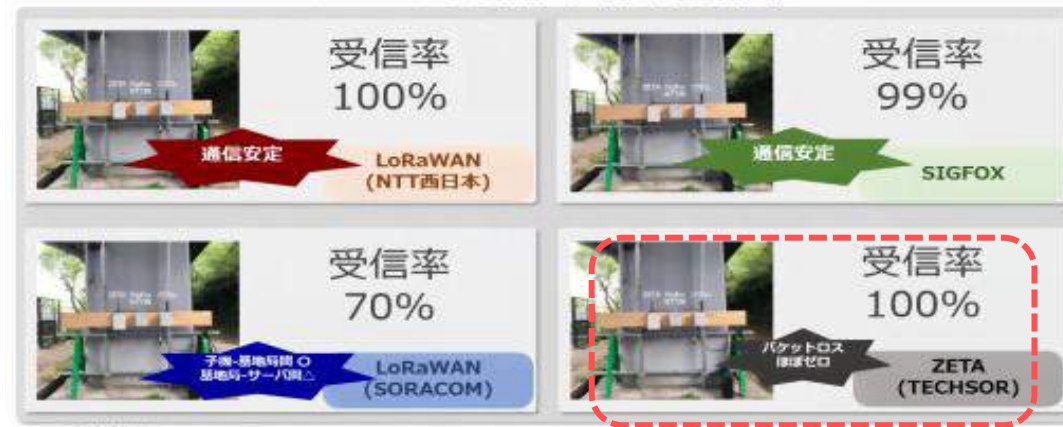 受信率
100%
通信安定
LoRaWAN
(NTT西日本)
受信率
99%
通信安定
SIGFOX
受信率
70%
子機-基地局間 ○
基地局-サーバ間△
LoRaWAN
(SORACOM)
受信率
100%
パケットロス
ほぼゼロ
ZETA
(TECHSOR)